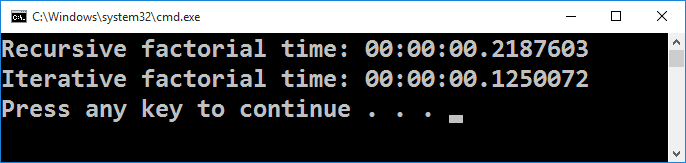 C:\Windows\system32\cmd.exe
Recursive factorial time: 00:00:00.2187603
Iterative factorial time: 00:00:00.1250072
Press any key to continue . . .